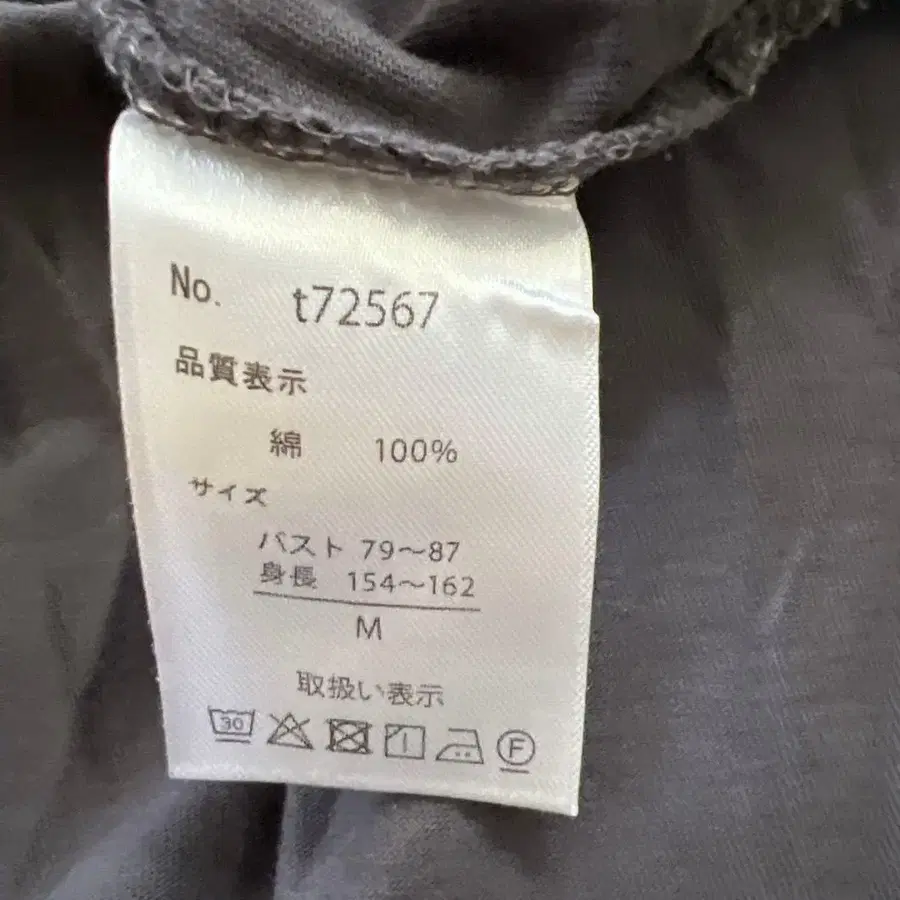 No. t72567
品質表示
綿 100%
サイズ
バスト 79～87
身長 154～162
M
取扱い表示
30 F